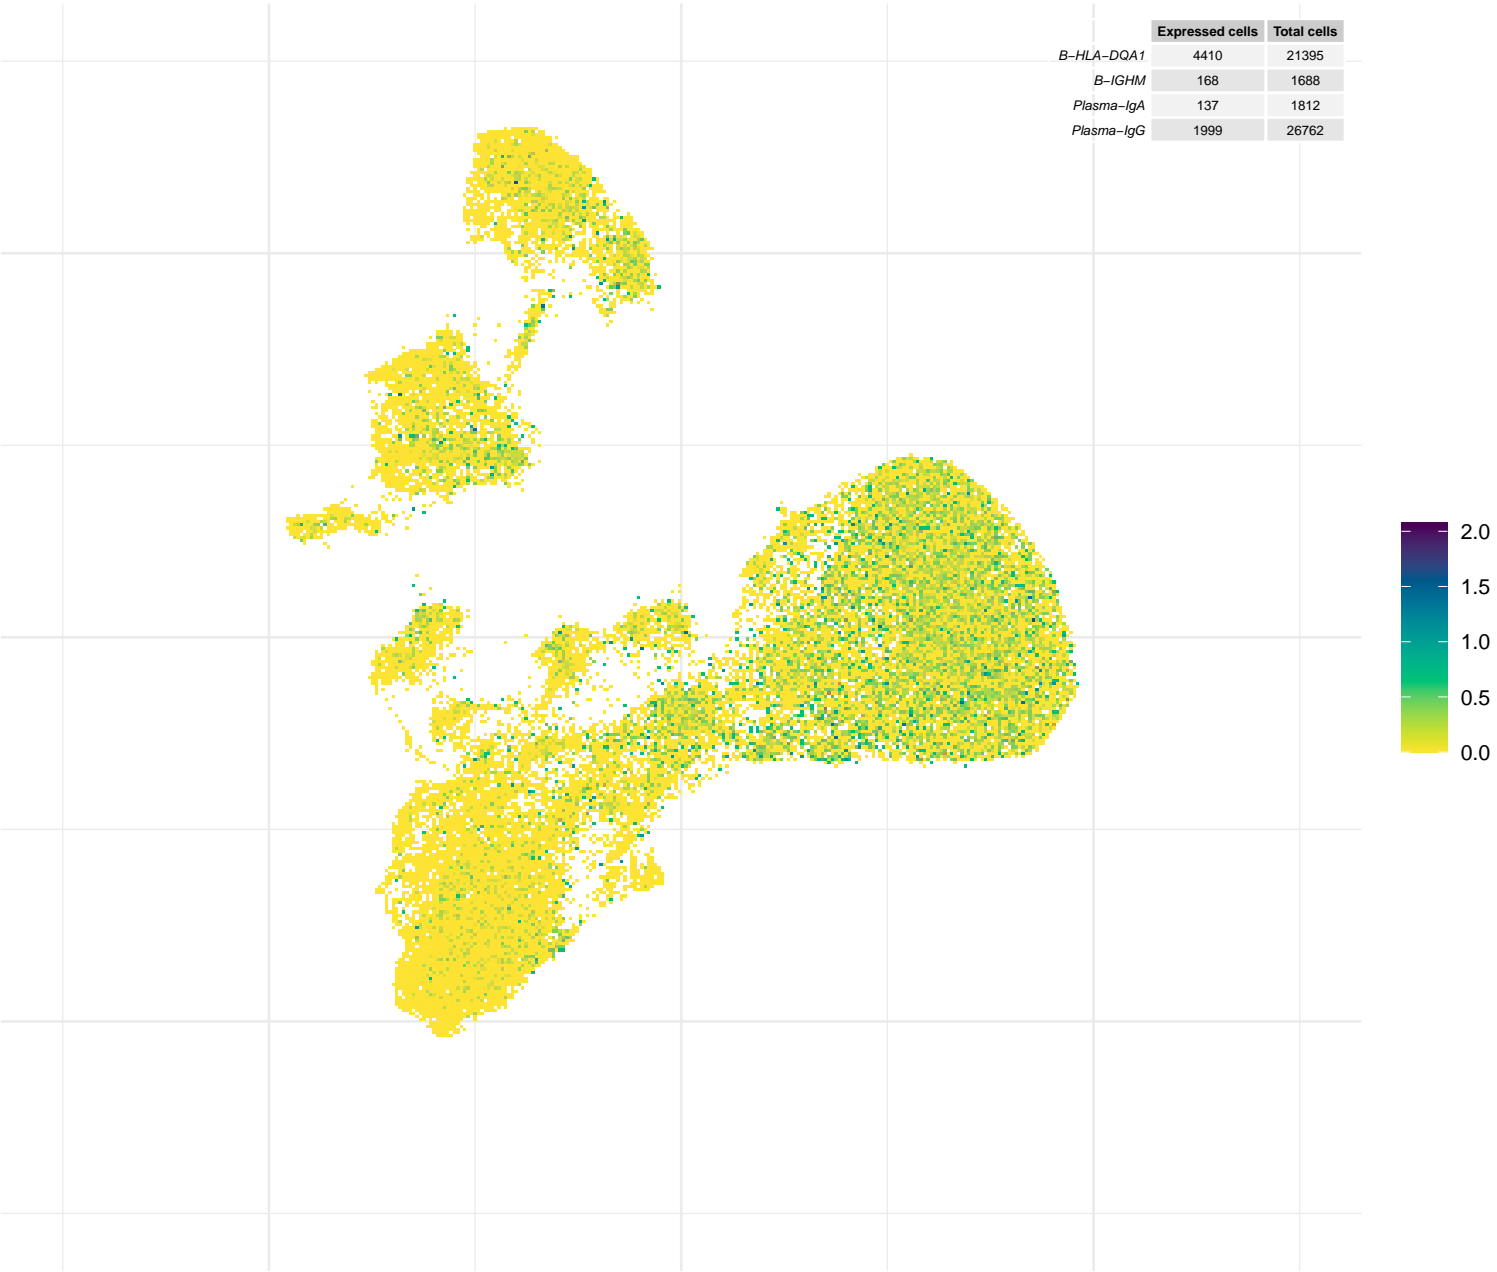 Expressed cells Total cells
B−HLA−DQA1 4410 21395
B−IGHM 168 1688
Plasma−IgA 137 1812
Plasma−IgG 1999 26762
2.0
1.5
1.0
0.5
0.0